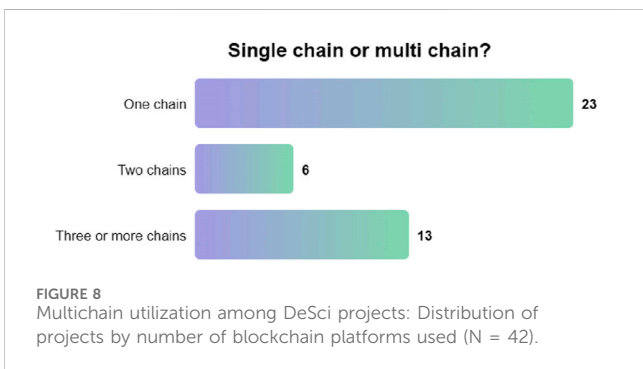 Single chain or multi chain?
One chain 23
Two chains 6
Three or more chains 13
FIGURE 8
Multichain utilization among DeSci projects: Distribution of
projects by number of blockchain platforms used (N = 42).